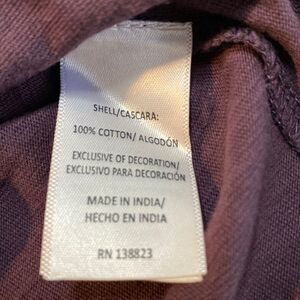 SHELL/CASCARA:
100% COTTON/ ALGODÓN
EXCLUSIVE OF DECORATION/
EXCLUSIVO PARA DECORACIÓN
MADE IN INDIA/
HECHO EN INDIA
RN 138823